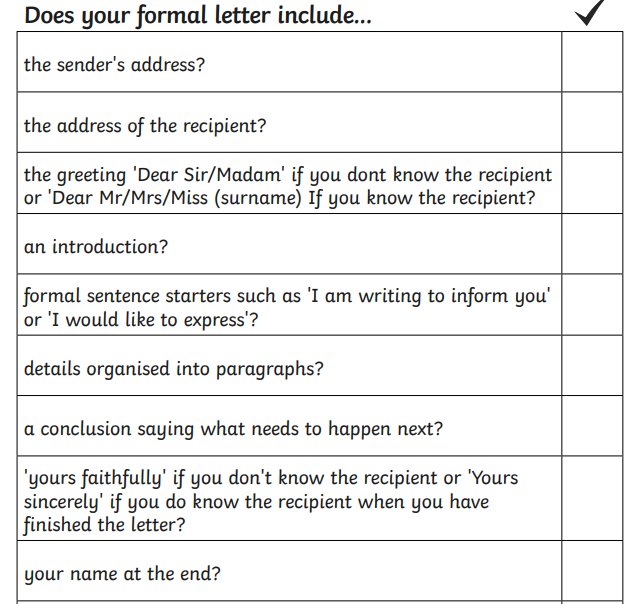 Does your formal letter include...
the sender's address?
the address of the recipient?
the greeting 'Dear Sir/Madam' if you dont know the recipient
or 'Dear Mr/Mrs/Miss (surname) If you know the recipient?
an introduction?
formal sentence starters such as 'I am writing to inform you'
or 'I would like to express'?
details organised into paragraphs?
a conclusion saying what needs to happen next?
'yours faithfully' if you don't know the recipient or 'Yours
sincerely' if you do know the recipient when you have
finished the letter?
your name at the end?